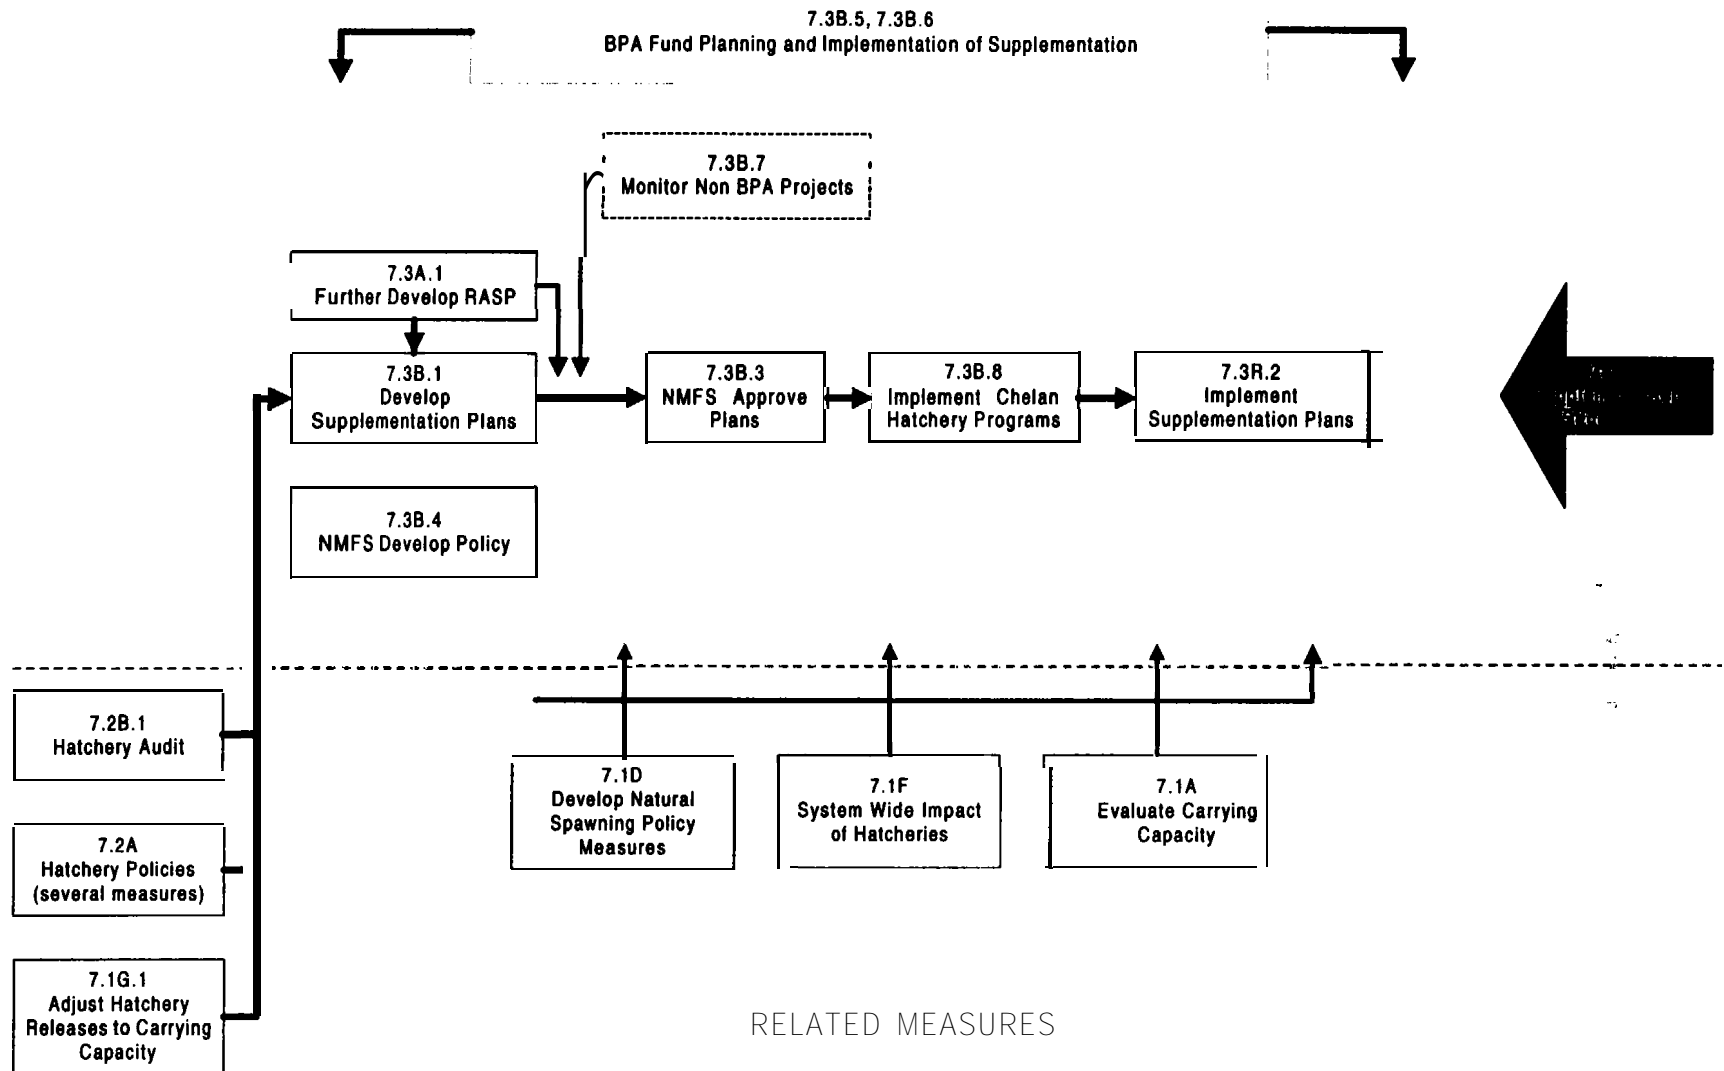 7.3B.5, 7.3B.6
BPA Fund Planning and Implementation of Supplementation
7.3B.7
Monitor Non BPA Projects
7.3A.1
Further Develop RASP
7.3B.1
Develop
Supplementation Plans
7.3B.3
NMFS Approve
Plans
7.3B.8
Implement Chelan
Hatchery Programs
7.3R.2
Implement
Supplementation Plans
7.3B.4
NMFS Develop Policy
7.2B.1
Hatchery Audit
7.1D
Develop Natural
Spawning Policy
Measures
7.1F
System Wide Impact
of Hatcheries
7.1A
Evaluate Carrying
Capacity
7.2A
Hatchery Policies
(several measures)
7.1G.1
Adjust Hatchery
Releases to Carrying
Capacity
RELATED MEASURES